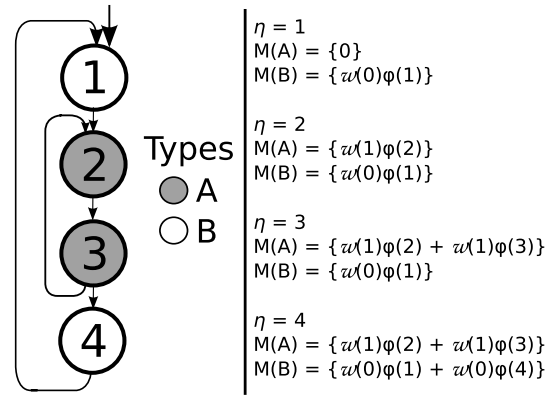 1
2
3
4
Types
A
B
η = 1
M(A) = {0}
M(B) = {𝓌(0)φ(1)}
η = 2
M(A) = {𝓌(1)φ(2)}
M(B) = {𝓌(0)φ(1)}
η = 3
M(A) = {𝓌(1)φ(2) + 𝓌(1)φ(3)}
M(B) = {𝓌(0)φ(1)}
η = 4
M(A) = {𝓌(1)φ(2) + 𝓌(1)φ(3)}
M(B) = {𝓌(0)φ(1) + 𝓌(0)φ(4)}